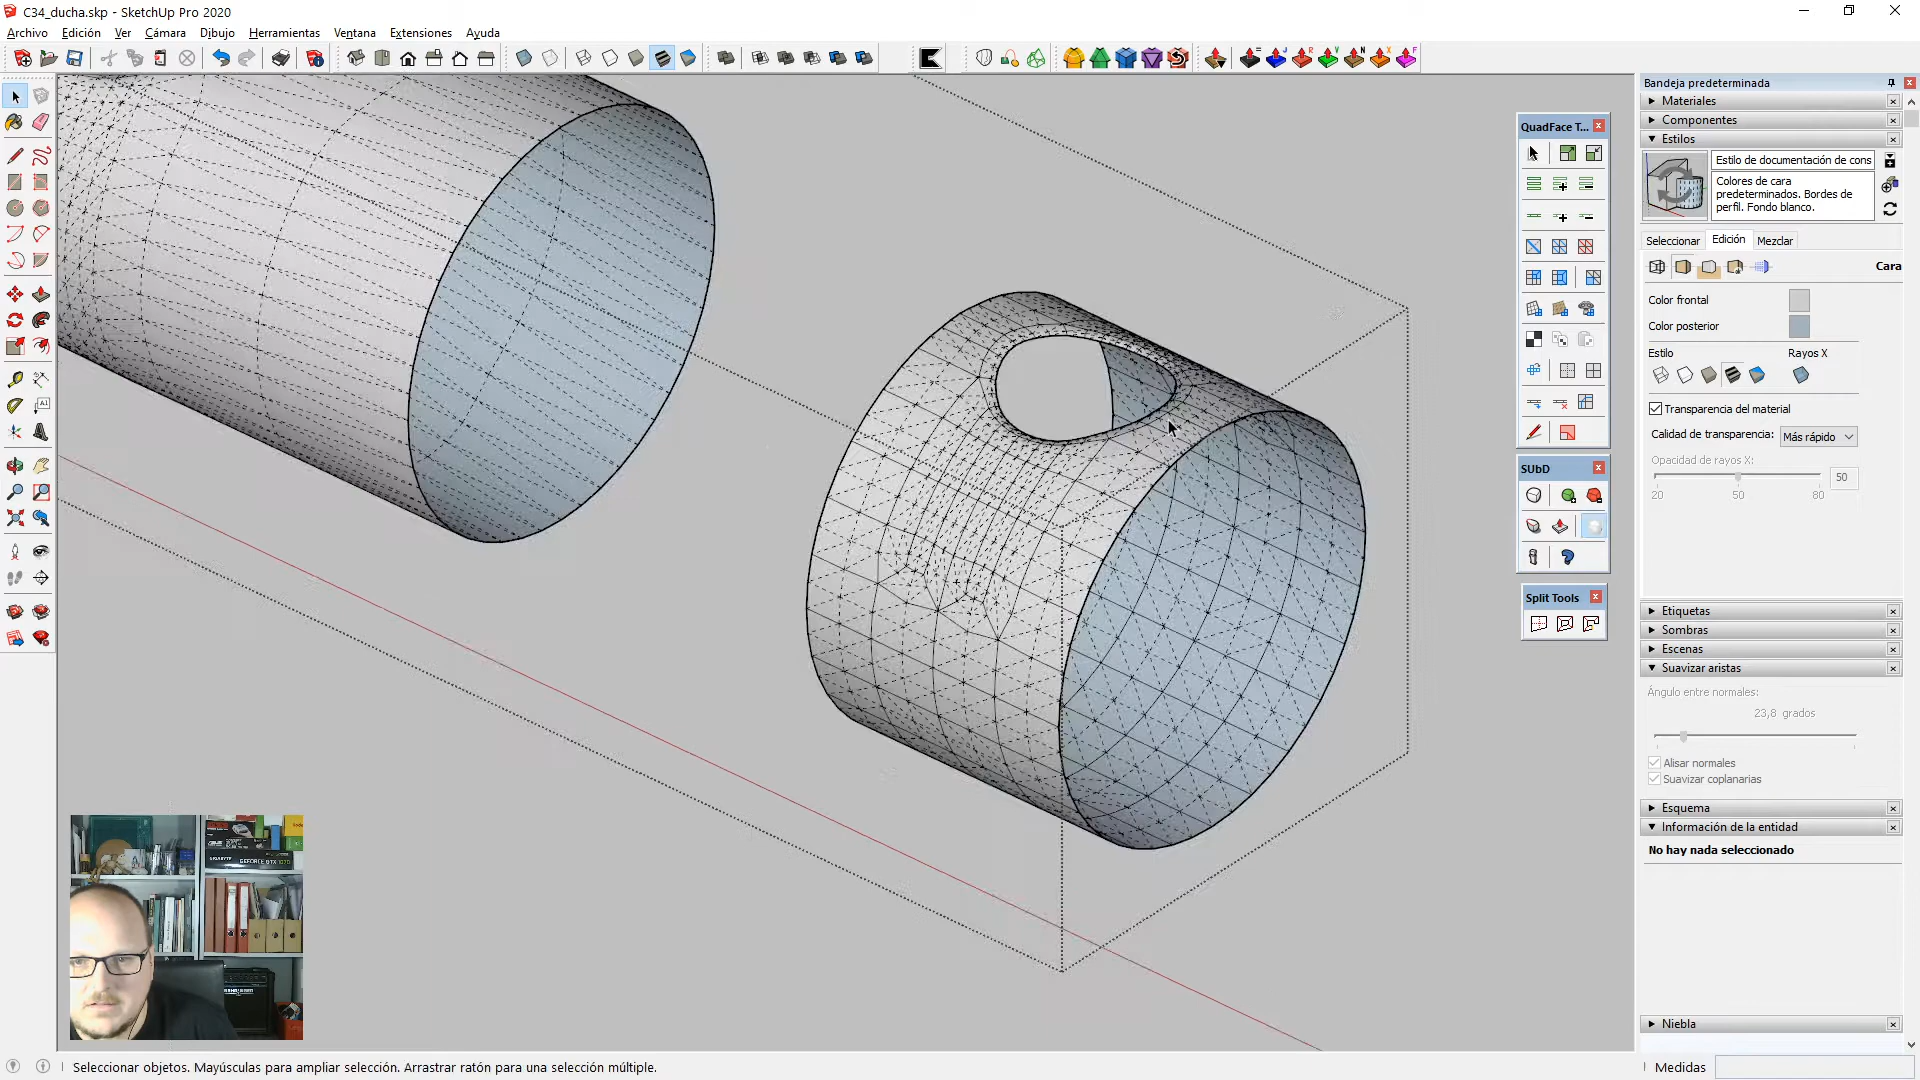 C34_ducha.skp - SketchUp Pro 2020
Archivo Edición Ver Cámara Dibujo Herramientas Ventana Extensiones Ayuda
Bandeja predeterminada
Materiales
Componentes
Estilos
Estilo de documentación de cons
Colores de cara
predeterminados. Bordes de
perfil. Fondo blanco.
Seleccionar Edición Mezclar
Cara
Color frontal
Color posterior
Estilo Rayos X
Transparencia del material
Calidad de transparencia: Más rápido
Opacidad de rayos X:
50
20 50 80
Etiquetas
Sombras
Escenas
Suavizar aristas
Ángulo entre normales:
23,8 grados
Alisar normales
Suavizar coplanarias
Esquema
Información de la entidad
No hay nada seleccionado
Niebla
QuadFace T...
SUbD
Split Tools
GEFORCE GTX 1070
Seleccionar objetos. Mayúsculas para ampliar selección. Arrastrar ratón para una selección múltiple.
Medidas